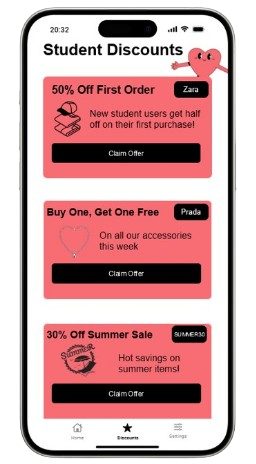 20:32
Student Discounts
50% Off First Order
Zara
New student users get half
off on their first purchase!
Claim Offer
Buy One, Get One Free
Prada
On all our accessories
this week
Claim Offer
30% Off Summer Sale
SUMMER30
SUMMER
Hot savings on
summer items!
Claim Offer
Home
Discounts
Settings